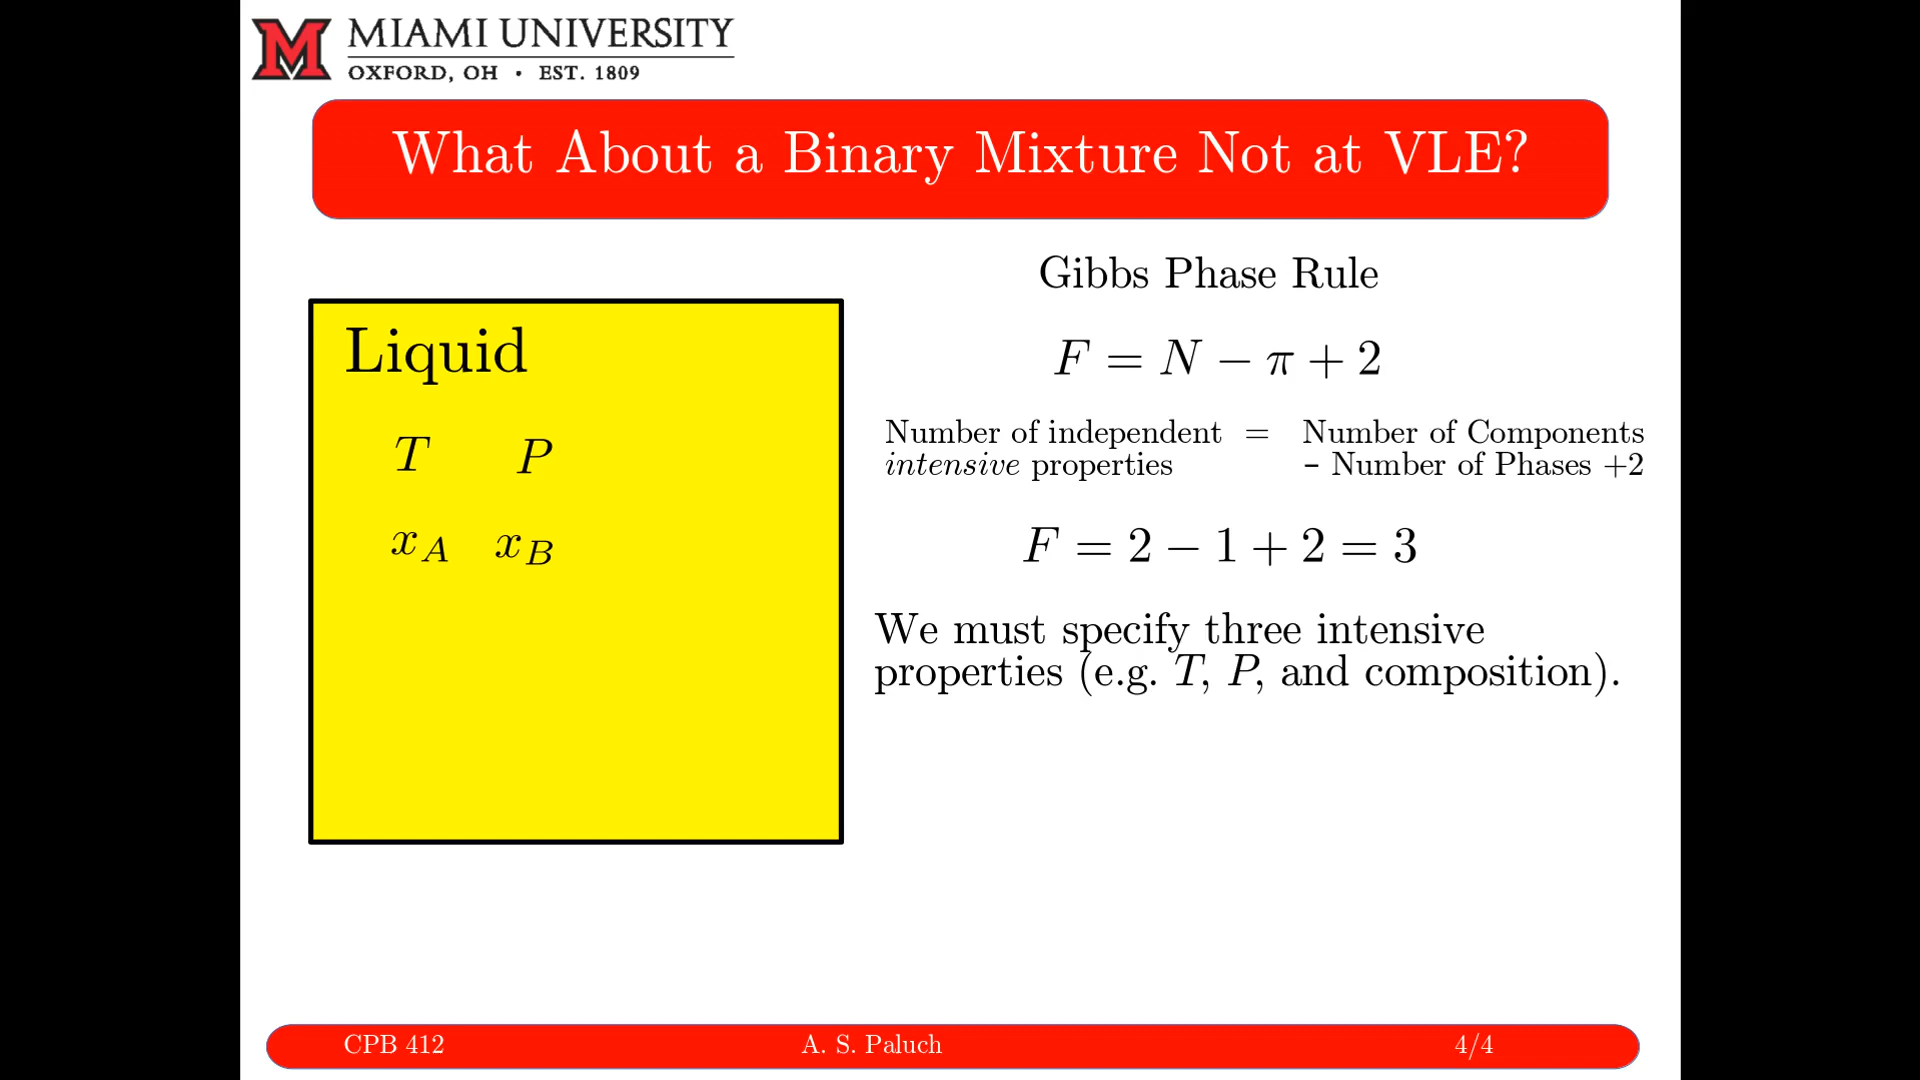 MIAMI UNIVERSITY
OXFORD, OH • EST. 1809
What About a Binary Mixture Not at VLE?
Liquid
T P
x_A x_B
Gibbs Phase Rule
F = N − π + 2
Number of independent = Number of Components
intensive properties – Number of Phases +2
F = 2 − 1 + 2 = 3
We must specify three intensive
properties (e.g. T, P, and composition).
CPB 412 A. S. Paluch 4/4